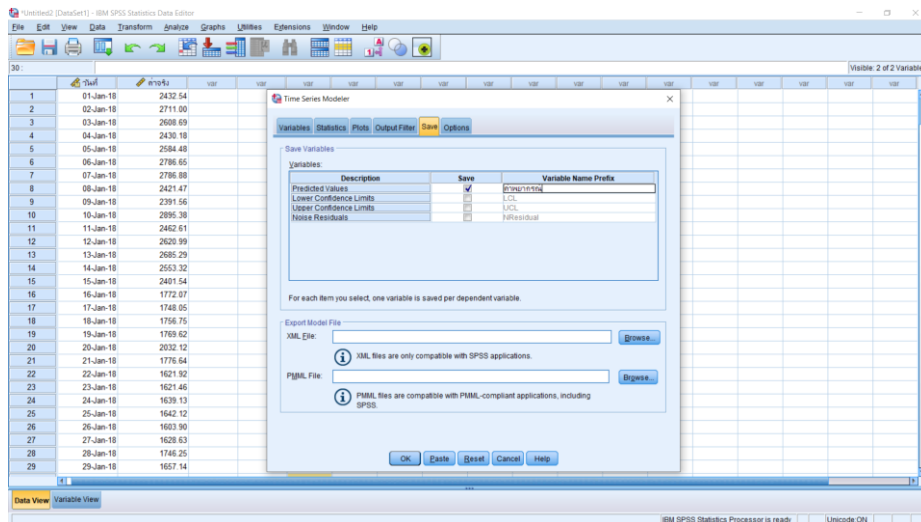 *Untitled2 [DataSet1] - IBM SPSS Statistics Data Editor
File Edit View Data Transform Analyze Graphs Utilities Extensions Window Help
30 :
Visible: 2 of 2 Variable
วันที่ ค่าจริง var var var var var var var var var var var var var var var var
1 01-Jan-18 2432.54
2 02-Jan-18 2711.00
3 03-Jan-18 2608.69
4 04-Jan-18 2430.18
5 05-Jan-18 2584.48
6 06-Jan-18 2786.65
7 07-Jan-18 2786.88
8 08-Jan-18 2421.47
9 09-Jan-18 2391.56
10 10-Jan-18 2895.38
11 11-Jan-18 2462.61
12 12-Jan-18 2620.99
13 13-Jan-18 2685.29
14 14-Jan-18 2553.32
15 15-Jan-18 2401.54
16 16-Jan-18 1772.07
17 17-Jan-18 1748.05
18 18-Jan-18 1756.75
19 19-Jan-18 1769.62
20 20-Jan-18 2032.12
21 21-Jan-18 1776.64
22 22-Jan-18 1621.92
23 23-Jan-18 1621.46
24 24-Jan-18 1639.13
25 25-Jan-18 1642.12
26 26-Jan-18 1603.90
27 27-Jan-18 1628.63
28 28-Jan-18 1746.25
29 29-Jan-18 1657.14
Time Series Modeler
Variables Statistics Plots Output Filter Save Options
Save Variables
Variables:
Description Save Variable Name Prefix
Predicted Values ค่าพยากรณ์
Lower Confidence Limits LCL
Upper Confidence Limits UCL
Noise Residuals NResidual
For each item you select, one variable is saved per dependent variable.
Export Model File
XML File: Browse...
XML files are only compatible with SPSS applications.
PMML File: Browse...
PMML files are compatible with PMML-compliant applications, including
SPSS.
OK Paste Reset Cancel Help
Data View Variable View
IBM SPSS Statistics Processor is ready Unicode:ON